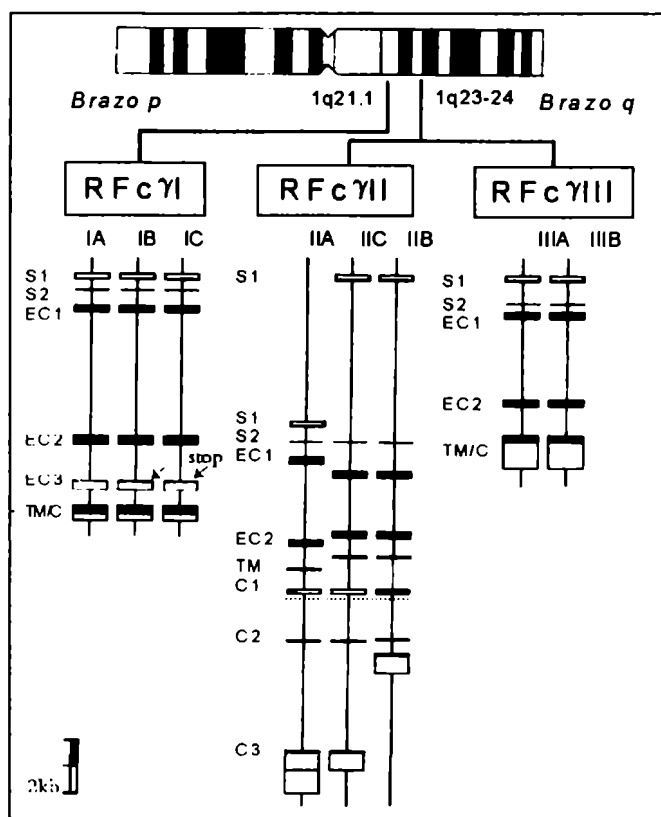 Brazo p 1q21.1 1q23-24 Brazo q
RFcγI RFcγII RFcγIII
IA IB IC IIA IIC IIB IIIA IIIB
S1 S1 S1
S2 S2
EC1 EC1
S1
EC2 S2 EC2
stop EC1 TM/C
EC3
TM/C
EC2
TM
C1
C2
C3
2kb